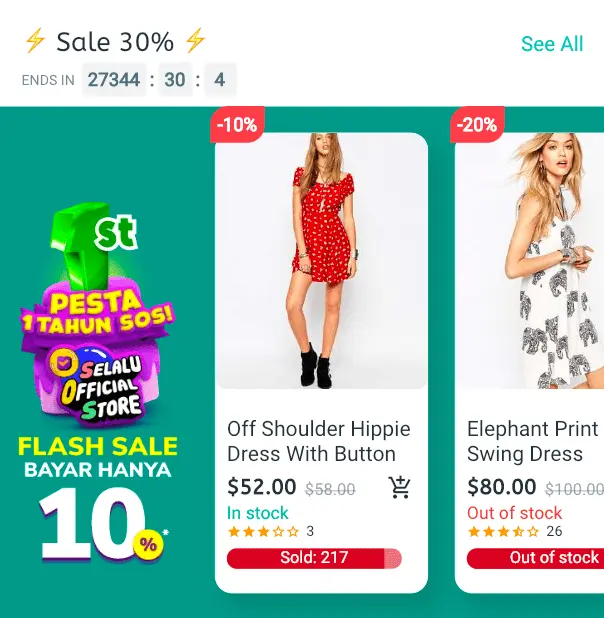 ⚡ Sale 30% ⚡
See All
ENDS IN 27344 : 30 : 4
1st
PESTA
1 TAHUN SOS!
SELALU
OFFICIAL
STORE
FLASH SALE
BAYAR HANYA
10%*
-10%
Off Shoulder Hippie
Dress With Button
$52.00 $58.00
In stock
3
Sold: 217
-20%
Elephant Print
Swing Dress
$80.00 $100.00
Out of stock
26
Out of stock